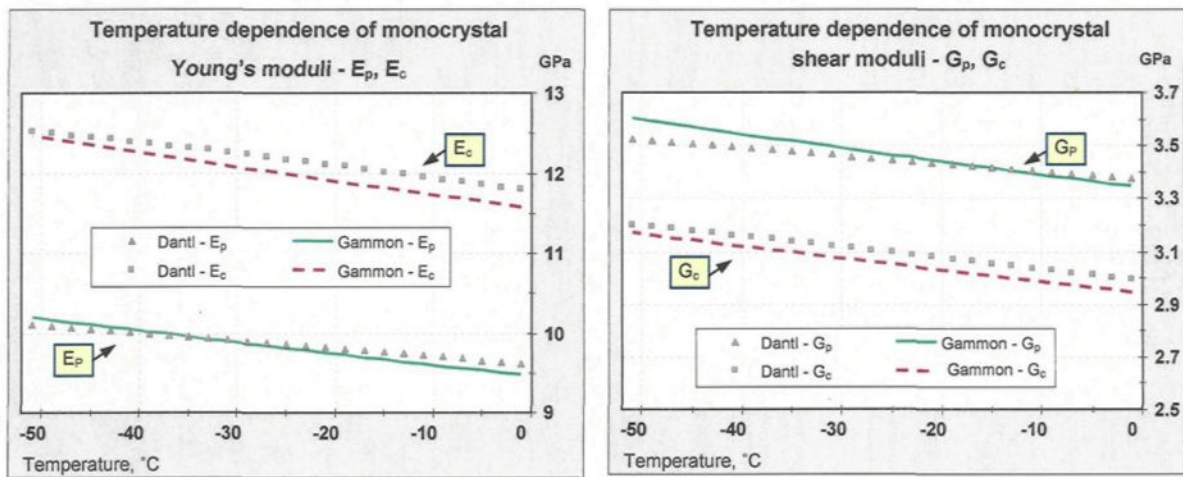 Temperature dependence of monocrystal
Young's moduli - Ep, Ec
GPa
13
12
11
10
9
Ec
Dantl - Ep
Gammon - Ep
Dantl - Ec
Gammon - Ec
EP
-50
-40
-30
-20
-10
0
Temperature, °C
Temperature dependence of monocrystal
shear moduli - Gp, Gc
GPa
3.7
3.5
3.3
3.1
2.9
2.7
2.5
GP
Gc
Dantl - Gp
Gammon - Gp
Dantl - Gc
Gammon - Gc
-50
-40
-30
-20
-10
0
Temperature, °C